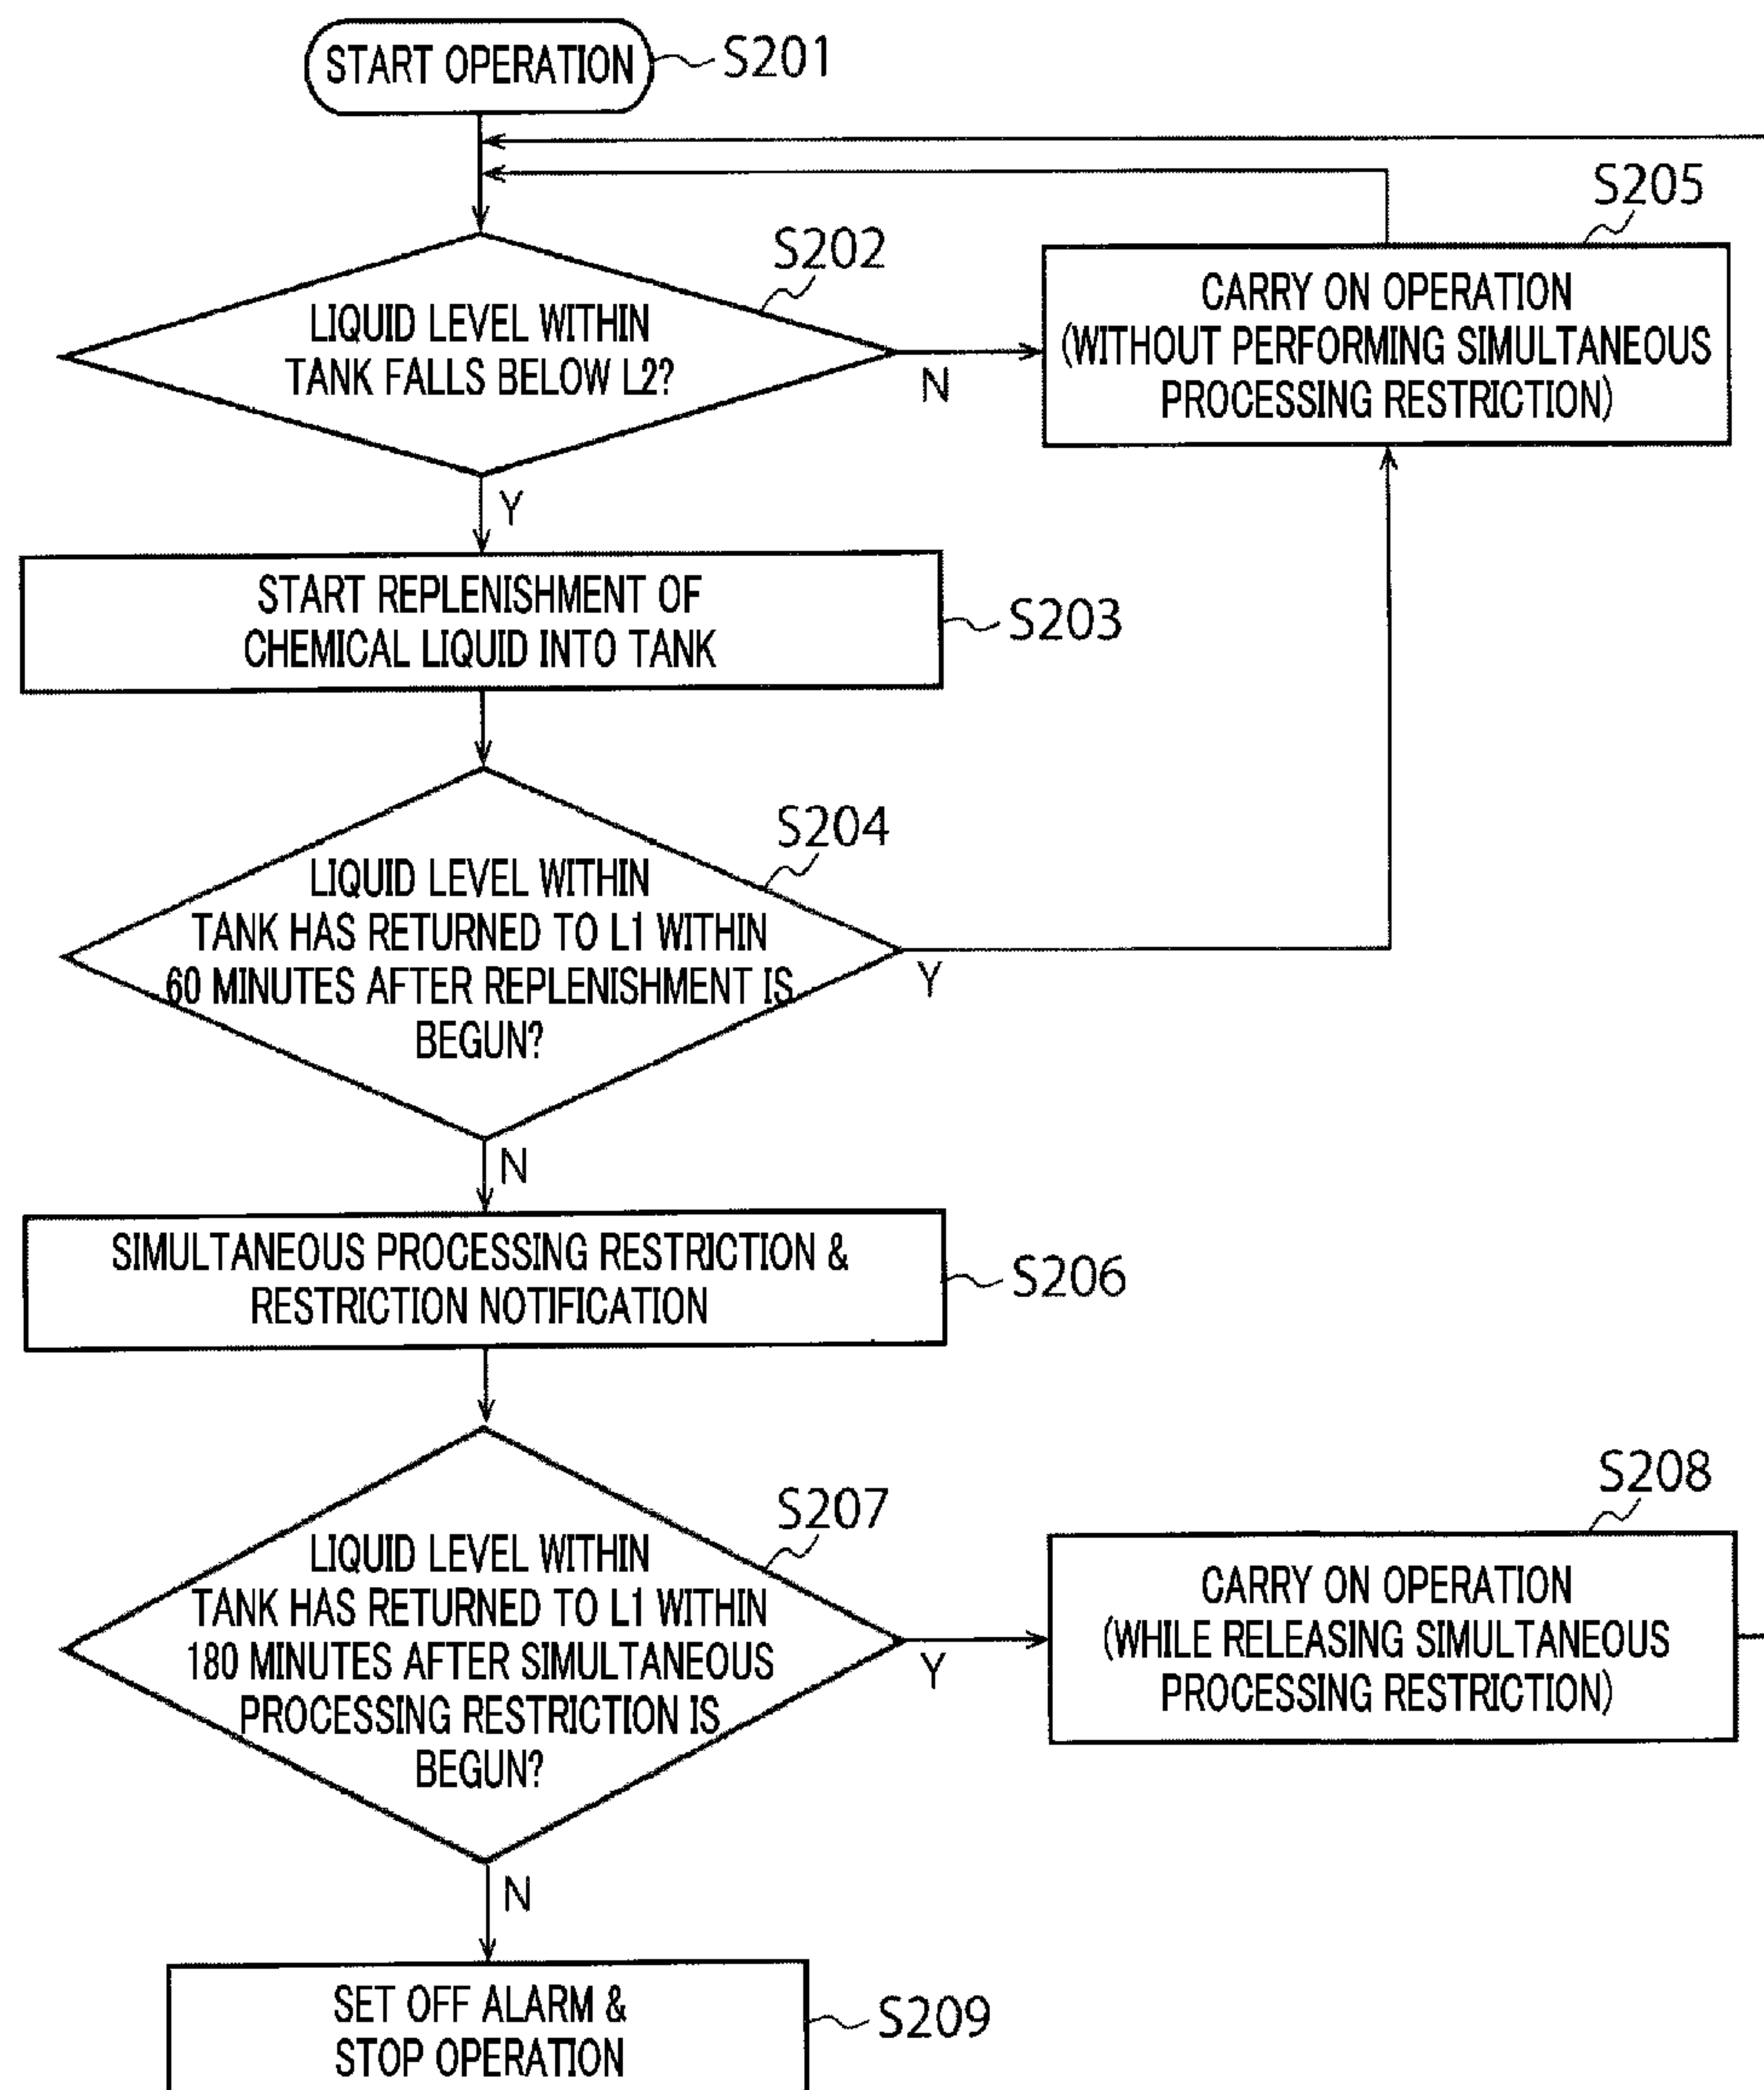 START OPERATION
S201
S205
S202
LIQUID LEVEL WITHIN
TANK FALLS BELOW L2?
N
CARRY ON OPERATION
(WITHOUT PERFORMING SIMULTANEOUS
PROCESSING RESTRICTION)
Y
START REPLENISHMENT OF
CHEMICAL LIQUID INTO TANK
S203
S204
LIQUID LEVEL WITHIN
TANK HAS RETURNED TO L1 WITHIN
60 MINUTES AFTER REPLENISHMENT IS
BEGUN?
Y
N
SIMULTANEOUS PROCESSING RESTRICTION &
RESTRICTION NOTIFICATION
S206
S207
LIQUID LEVEL WITHIN
TANK HAS RETURNED TO L1 WITHIN
180 MINUTES AFTER SIMULTANEOUS
PROCESSING RESTRICTION IS
BEGUN?
Y
S208
CARRY ON OPERATION
(WHILE RELEASING SIMULTANEOUS
PROCESSING RESTRICTION)
N
SET OFF ALARM &
STOP OPERATION
S209